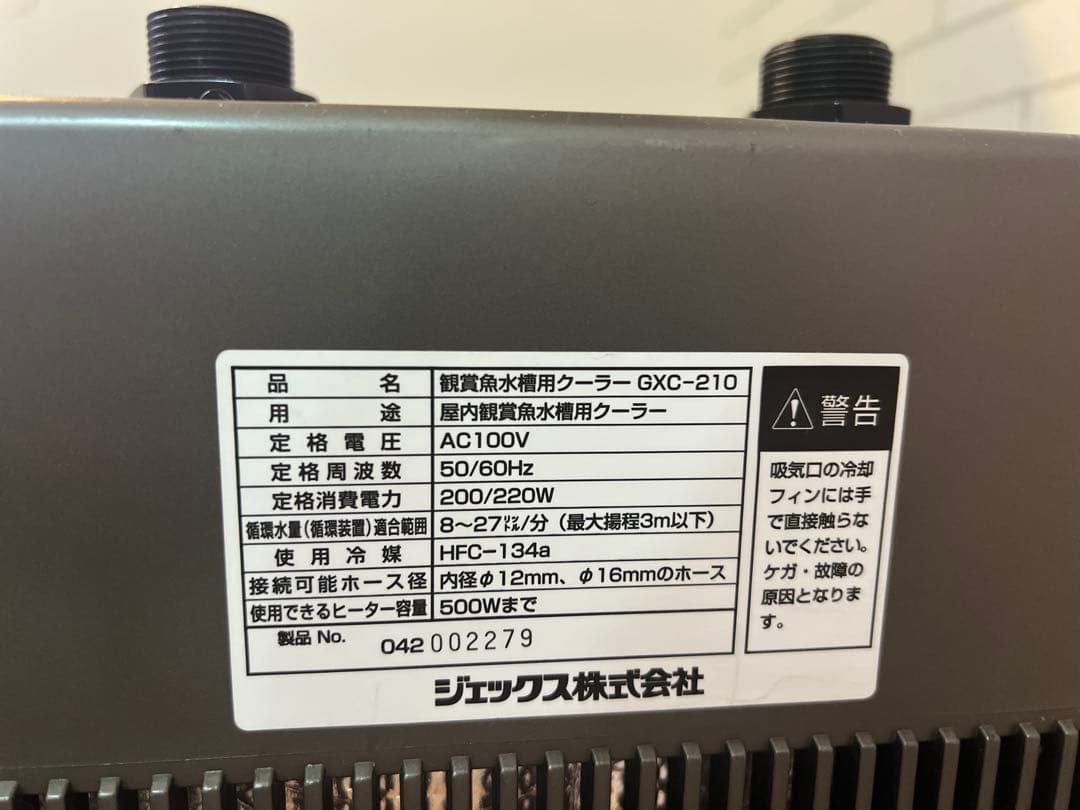 品名 観賞魚水槽用クーラー GXC-210
用途 屋内観賞魚水槽用クーラー
定格電圧 AC100V
定格周波数 50/60Hz
定格消費電力 200/220W
循環水量(循環装置)適合範囲 8～27㍑/分（最大揚程3m以下）
使用冷媒 HFC-134a
接続可能ホース径 内径φ12mm、φ16mmのホース
使用できるヒーター容量 500Wまで
製品 No. 042002279
ジェックス株式会社
警告
吸気口の冷却
フィンには手
で直接触らな
いでください。
ケガ・故障の
原因となりま
す。